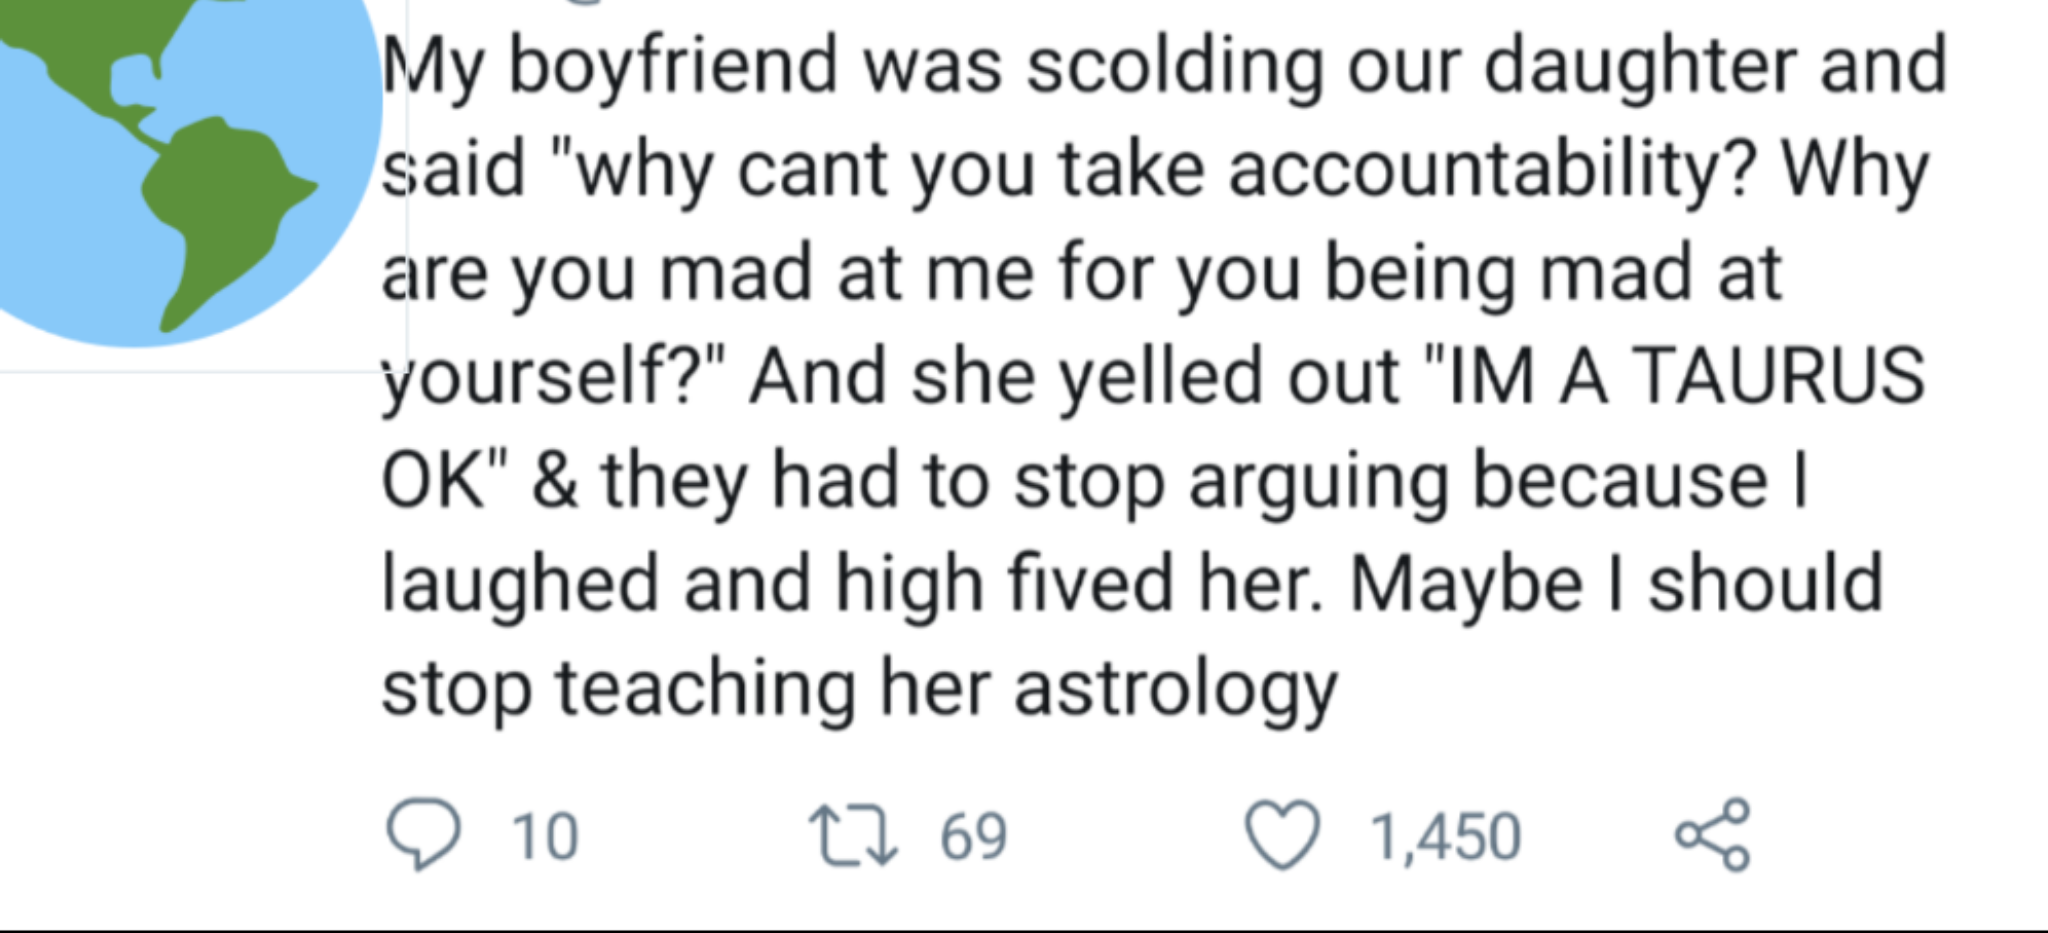 My boyfriend was scolding our daughter and
said "why cant you take accountability? Why
are you mad at me for you being mad at
yourself?" And she yelled out "IM A TAURUS
OK" & they had to stop arguing because I
laughed and high fived her. Maybe I should
stop teaching her astrology
10 69 1,450